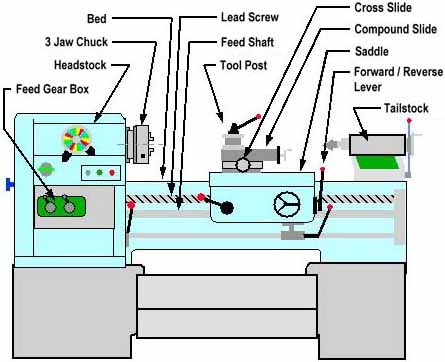 Bed
Lead Screw
Cross Slide
3 Jaw Chuck
Feed Shaft
Compound Slide
Headstock
Tool Post
Saddle
Feed Gear Box
Forward / Reverse
Lever
Tailstock